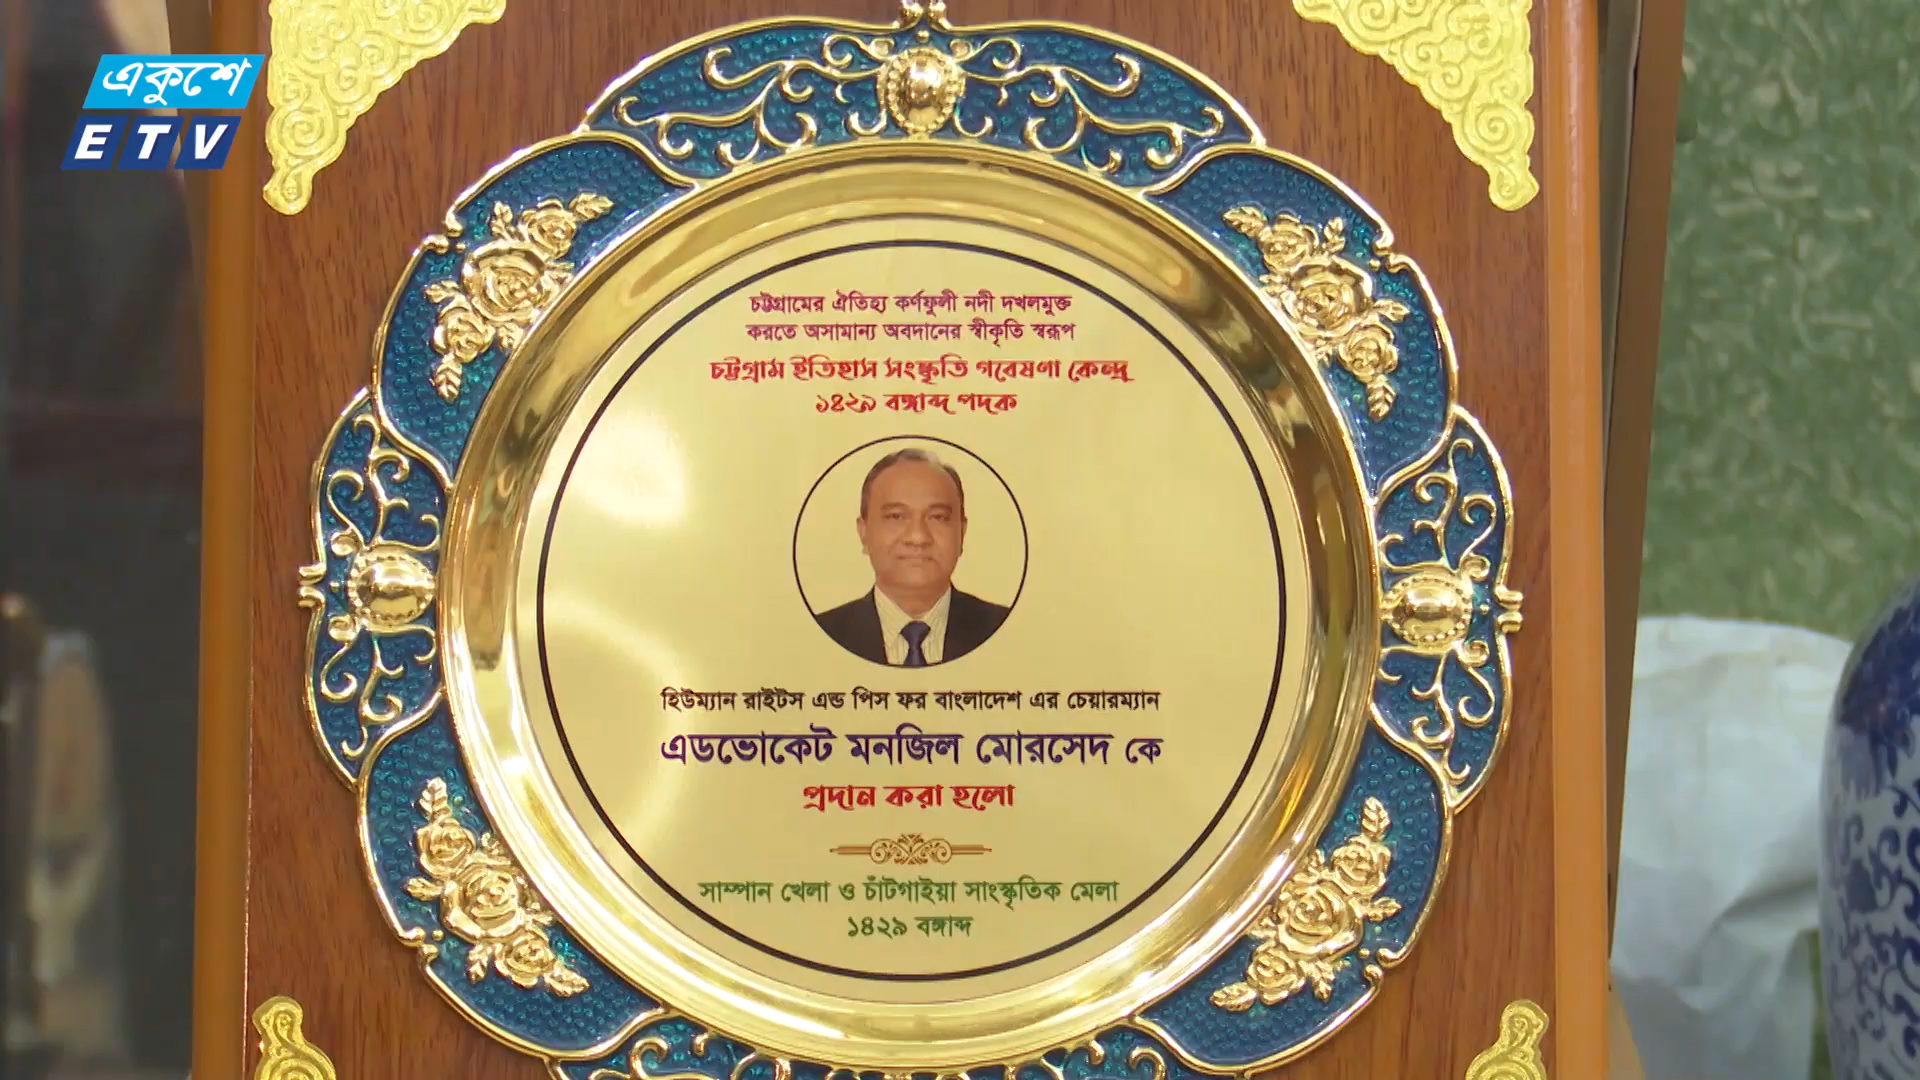 একুশে
ETV
চট্টগ্রামের ঐতিহ্য কর্ণফুলী নদী দখলমুক্ত
করতে অসামান্য অবদানের স্বীকৃতি স্বরূপ
চট্টগ্রাম ইতিহাস সংস্কৃতি গবেষণা কেন্দ্র
১৪২৯ বঙ্গাব্দ পদক
হিউম্যান রাইটস এন্ড পিস ফর বাংলাদেশ এর চেয়ারম্যান
এডভোকেট মনজিল মোরসেদ কে
প্রদান করা হলো
সাম্পান খেলা ও চাঁটগাইয়া সাংস্কৃতিক মেলা
১৪২৯ বঙ্গাব্দ